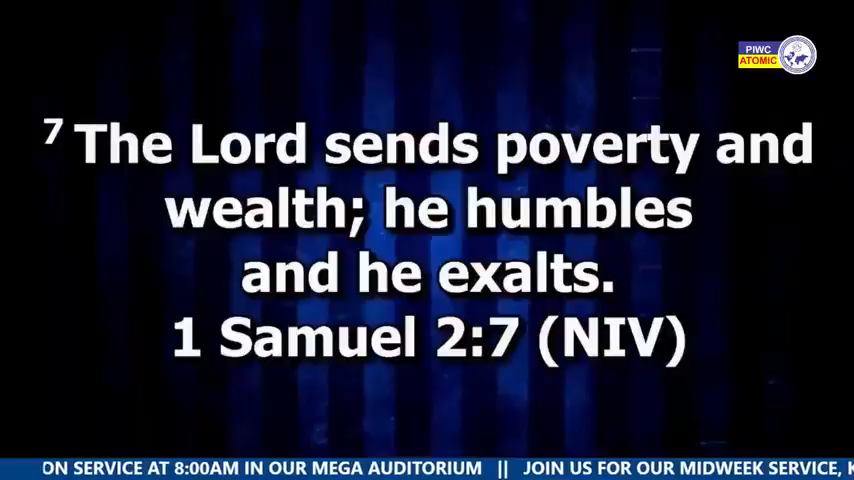 PIWC
ATOMIC
7 The Lord sends poverty and
wealth; he humbles
and he exalts.
1 Samuel 2:7 (NIV)
ON SERVICE AT 8:00AM IN OUR MEGA AUDITORIUM || JOIN US FOR OUR MIDWEEK SERVICE, K